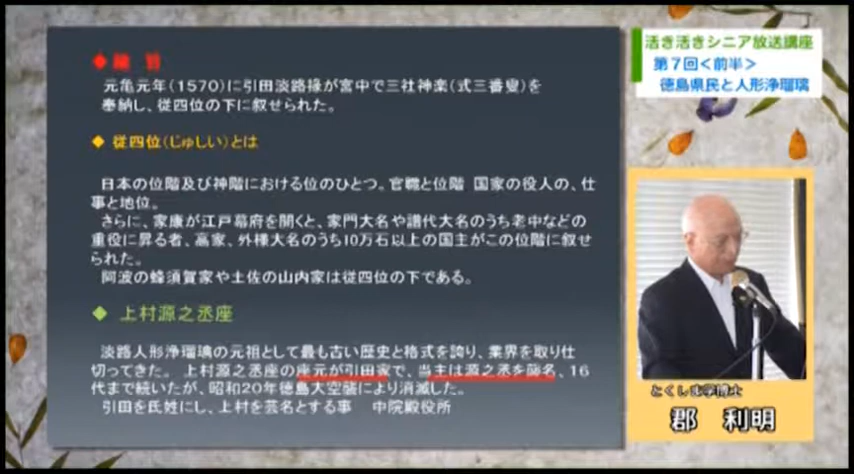 ◆綸旨
元亀元年(1570)に引田淡路掾が宮中で三社神楽(式三番叟)を
奉納し、従四位の下に叙せられた。
◆ 従四位(じゅしい)とは
日本の位階及び神階における位のひとつ。官職と位階 国家の役人の、仕
事と地位。
さらに、家康が江戸幕府を開くと、家門大名や譜代大名のうち老中などの
重役に昇る者、高家、外様大名のうち10万石以上の国主がこの位階に叙せ
られた。
阿波の蜂須賀家や土佐の山内家は従四位の下である。
◆ 上村源之丞座
淡路人形浄瑠璃の元祖として最も古い歴史と格式を誇り、業界を取り仕
切ってきた。 上村源之丞座の座元が引田家で、当主は源之丞を襲名、16
代まで続いたが、昭和20年徳島大空襲により消滅した。
引田を氏姓にし、上村を芸名とする事 中院殿役所
活き活きシニア放送講座
第7回<前半>
徳島県民と人形浄瑠璃
とくしま学博士
郡 利明